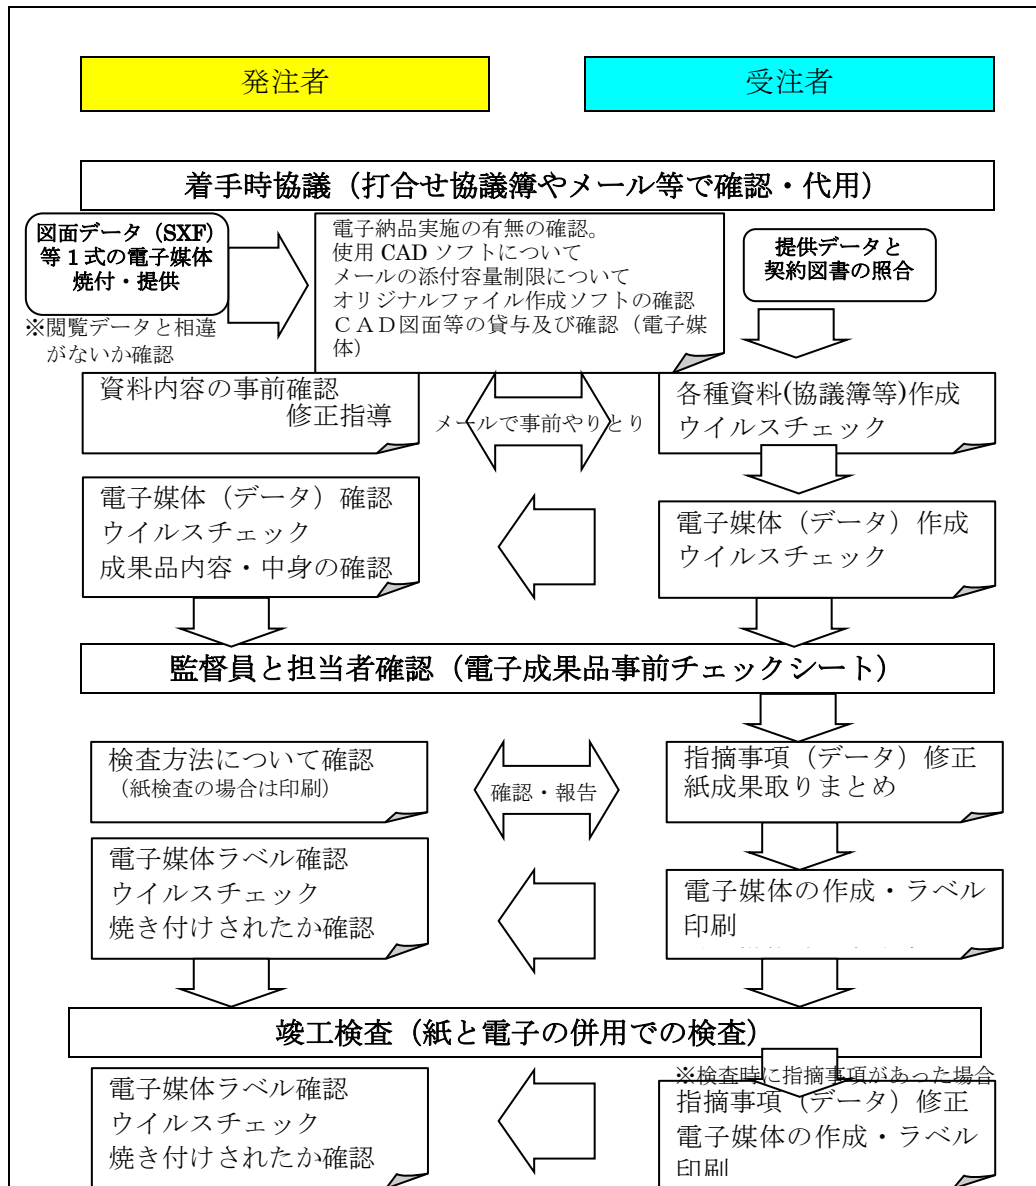 発注者
受注者
着手時協議（打合せ協議簿やメール等で確認・代用）
図面データ（SXF）
等1式の電子媒体
焼付・提供
※閲覧データと相違
がないか確認
電子納品実施の有無の確認。
使用 CAD ソフトについて
メールの添付容量制限について
オリジナルファイル作成ソフトの確認
ＣＡＤ図面等の貸与及び確認（電子媒
体）
提供データと
契約図書の照合
資料内容の事前確認
修正指導
メールで事前やりとり
各種資料(協議簿等)作成
ウイルスチェック
電子媒体（データ）確認
ウイルスチェック
成果品内容・中身の確認
電子媒体（データ）作成
ウイルスチェック
監督員と担当者確認（電子成果品事前チェックシート）
検査方法について確認
（紙検査の場合は印刷）
確認・報告
指摘事項（データ）修正
紙成果取りまとめ
電子媒体ラベル確認
ウイルスチェック
焼き付けされたか確認
電子媒体の作成・ラベル
印刷
竣工検査（紙と電子の併用での検査）
※検査時に指摘事項があった場合
電子媒体ラベル確認
ウイルスチェック
焼き付けされたか確認
指摘事項（データ）修正
電子媒体の作成・ラベル
印刷